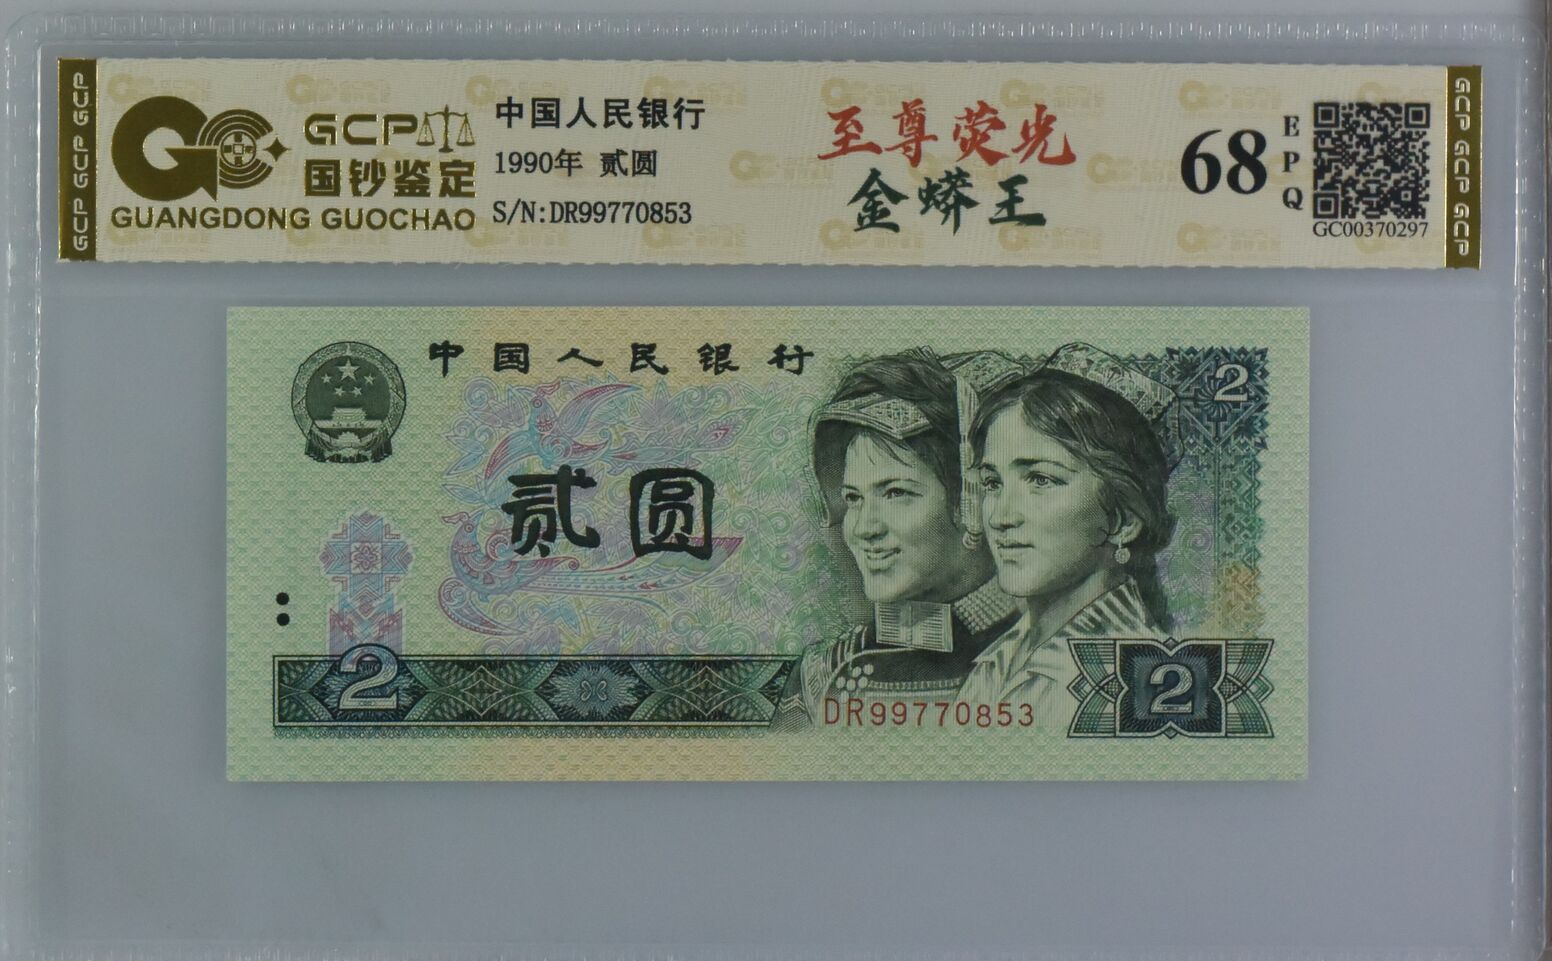 GCP GCP GCP
GCP
国钞鉴定
GUANGDONG GUOCHAO
中国人民银行
1990年 贰圆
S/N:DR99770853
至尊荧光
金蟒王
68
EPQ
GC00370297
GCP GCP GCP
中国人民银行
2
贰圆
2
DR99770853
2